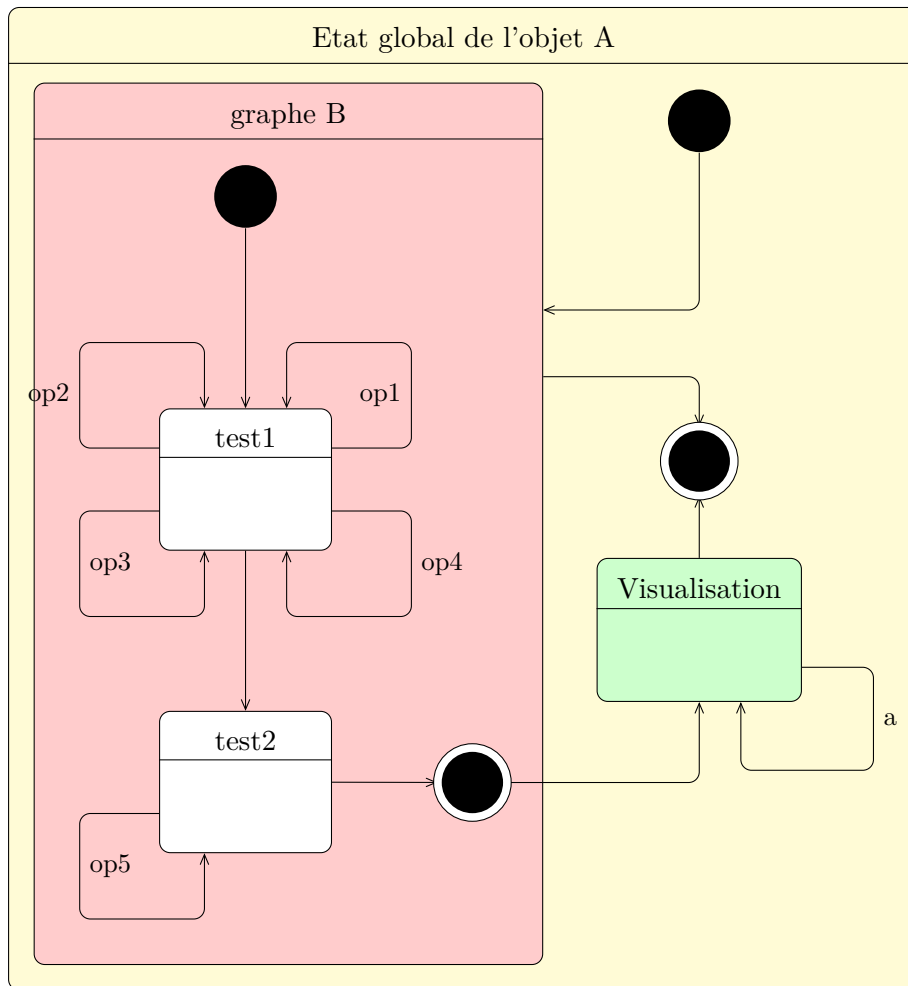 Etat global de l'objet A
graphe B
op2
op1
test1
op3
op4
Visualisation
a
test2
op5